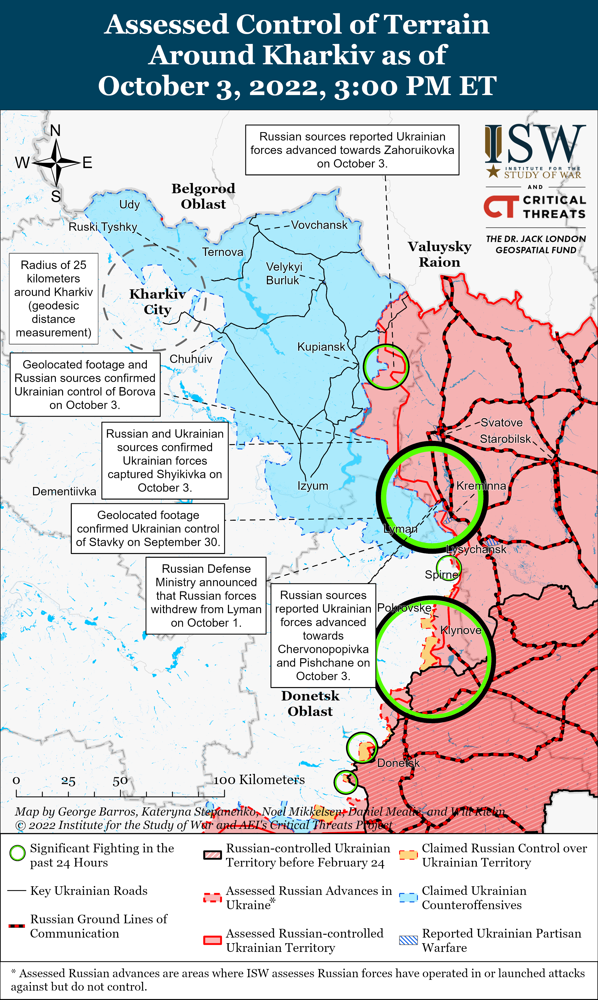 Assessed Control of Terrain
Around Kharkiv as of
October 3, 2022, 3:00 PM ET
N
W
E
S
Russian sources reported Ukrainian
forces advanced towards Zahoruikovka
on October 3.
ISW
INSTITUTE FOR THE
STUDY OF WAR
AND
CT CRITICAL
THREATS
THE DR. JACK LONDON
GEOSPATIAL FUND
Belgorod
Oblast
Udy
Ruski Tyshky
Vovchansk
Ternova
Valuysky
Raion
Velykyi
Burluk
Radius of 25
kilometers
around Kharkiv
(geodesic
distance
measurement)
Kharkiv
City
Kupiansk
Chuhuiv
Geolocated footage and
Russian sources confirmed
Ukrainian control of Borova
on October 3.
Svatove
Starobilsk
Russian and Ukrainian
sources confirmed
Ukrainian forces
captured Shyikivka on
October 3.
Izyum
Kreminna
Dementiivka
Geolocated footage
confirmed Ukrainian control
of Stavky on September 30.
Lyman
Lysychansk
Spirne
Russian Defense
Ministry announced
that Russian forces
withdrew from Lyman
on October 1.
Russian sources
reported Ukrainian
forces advanced
towards
Chervonopopivka
and Pishchane on
October 3.
Pokrovske
Klynove
Donetsk
Oblast
Donetsk
0 25 50 100 Kilometers
Map by George Barros, Kateryna Stepanenko, Noel Mikkelsen, Daniel Mealie, and Will Kielm
© 2022 Institute for the Study of War and AEI's Critical Threats Project
Significant Fighting in the
past 24 Hours
Key Ukrainian Roads
Russian Ground Lines of
Communication
Russian-controlled Ukrainian
Territory before February 24
Assessed Russian Advances in
Ukraine*
Assessed Russian-controlled
Ukrainian Territory
Claimed Russian Control over
Ukrainian Territory
Claimed Ukrainian
Counteroffensives
Reported Ukrainian Partisan
Warfare
* Assessed Russian advances are areas where ISW assesses Russian forces have operated in or launched attacks
against but do not control.